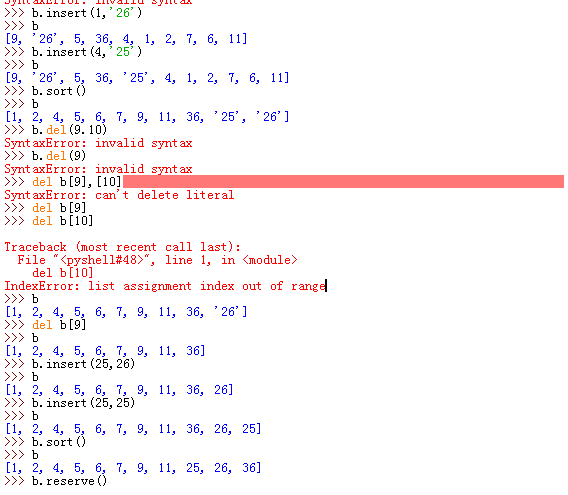 SyntaxError: invalid syntax
>>> b.insert(1,'26')
>>> b
[9, '26', 5, 36, 4, 1, 2, 7, 6, 11]
>>> b.insert(4,'25')
>>> b
[9, '26', 5, 36, '25', 4, 1, 2, 7, 6, 11]
>>> b.sort()
>>> b
[1, 2, 4, 5, 6, 7, 9, 11, 36, '25', '26']
>>> b.del(9.10)
SyntaxError: invalid syntax
>>> b.del(9)
SyntaxError: invalid syntax
>>> del b[9],[10]
SyntaxError: can't delete literal
>>> del b[9]
>>> del b[10]

Traceback (most recent call last):
  File "<pyshell#48>", line 1, in <module>
    del b[10]
IndexError: list assignment index out of range
>>> b
[1, 2, 4, 5, 6, 7, 9, 11, 36, '26']
>>> del b[9]
>>> b
[1, 2, 4, 5, 6, 7, 9, 11, 36]
>>> b.insert(25,26)
>>> b
[1, 2, 4, 5, 6, 7, 9, 11, 36, 26]
>>> b.insert(25,25)
>>> b
[1, 2, 4, 5, 6, 7, 9, 11, 36, 26, 25]
>>> b.sort()
>>> b
[1, 2, 4, 5, 6, 7, 9, 11, 25, 26, 36]
>>> b.reserve()